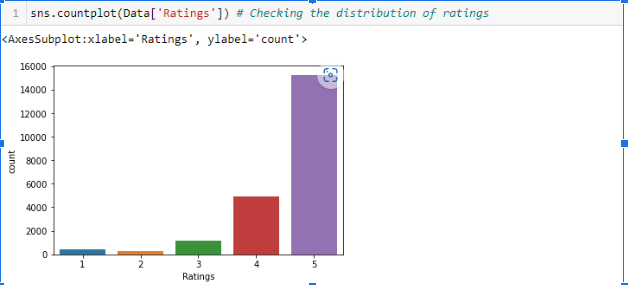 1 sns.countplot(Data['Ratings']) # Checking the distribution of ratings
<AxesSubplot:xlabel='Ratings', ylabel='count'>
16000
14000
12000
10000
8000
6000
4000
2000
0
count
1 2 3 4 5
Ratings